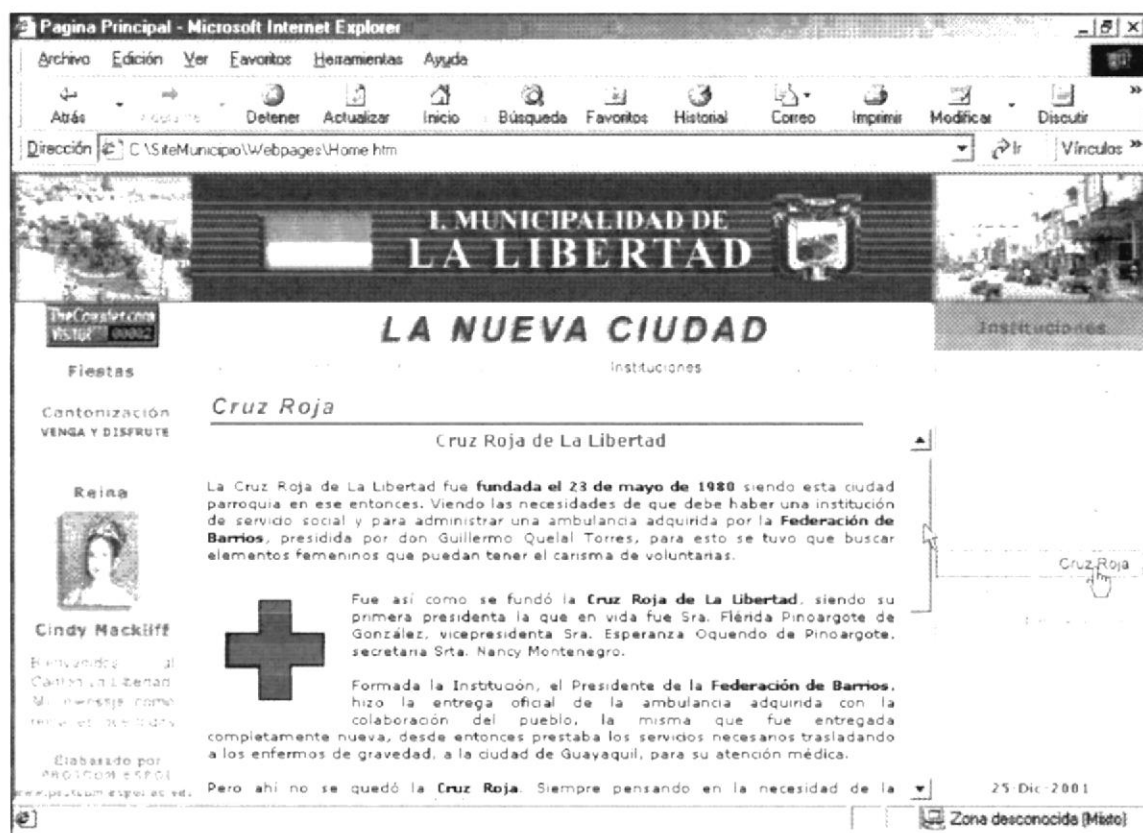 Pagina Principal - Microsoft Internet Explorer
Archivo Edición Ver Favoritos Herramientas Ayuda
Atrás Detener Actualizar Inicio Búsqueda Favoritos Historial Correo Imprimir Modificar Discutir
Dirección C:\SiteMunicipio\Webpages\Home.htm Ir Vínculos »
I. MUNICIPALIDAD DE
LA LIBERTAD
TheCounter.com
VISITOR 00002
LA NUEVA CIUDAD
Instituciones
Fiestas
Instituciones
Cantonización
VENGA Y DISFRUTE
Reina
Cindy Mackliff
Bienvenidos al
Elaborado por
PROTCOM ESPOL
Cruz Roja
Cruz Roja de La Libertad
La Cruz Roja de La Libertad fue fundada el 23 de mayo de 1980 siendo esta ciudad
parroquia en ese entonces. Viendo las necesidades de que debe haber una institución
de servicio social y para administrar una ambulancia adquirida por la Federación de
Barrios, presidida por don Guillermo Quelal Torres, para esto se tuvo que buscar
elementos femeninos que puedan tener el carisma de voluntarias.
Fue así como se fundó la Cruz Roja de La Libertad, siendo su
primera presidenta la que en vida fue Sra. Flérida Pinoargote de
González, vicepresidenta Sra. Esperanza Oquendo de Pinoargote,
secretaria Srta. Nancy Montenegro.
Formada la Institución, el Presidente de la Federación de Barrios,
hizo la entrega oficial de la ambulancia adquirida con la
colaboración del pueblo, la misma que fue entregada
completamente nueva, desde entonces prestaba los servicios necesarios trasladando
a los enfermos de gravedad, a la ciudad de Guayaquil, para su atención médica.
Pero ahí no se quedó la Cruz Roja. Siempre pensando en la necesidad de la
Cruz Roja
25-Dic-2001
Zona desconocida (Mixto)